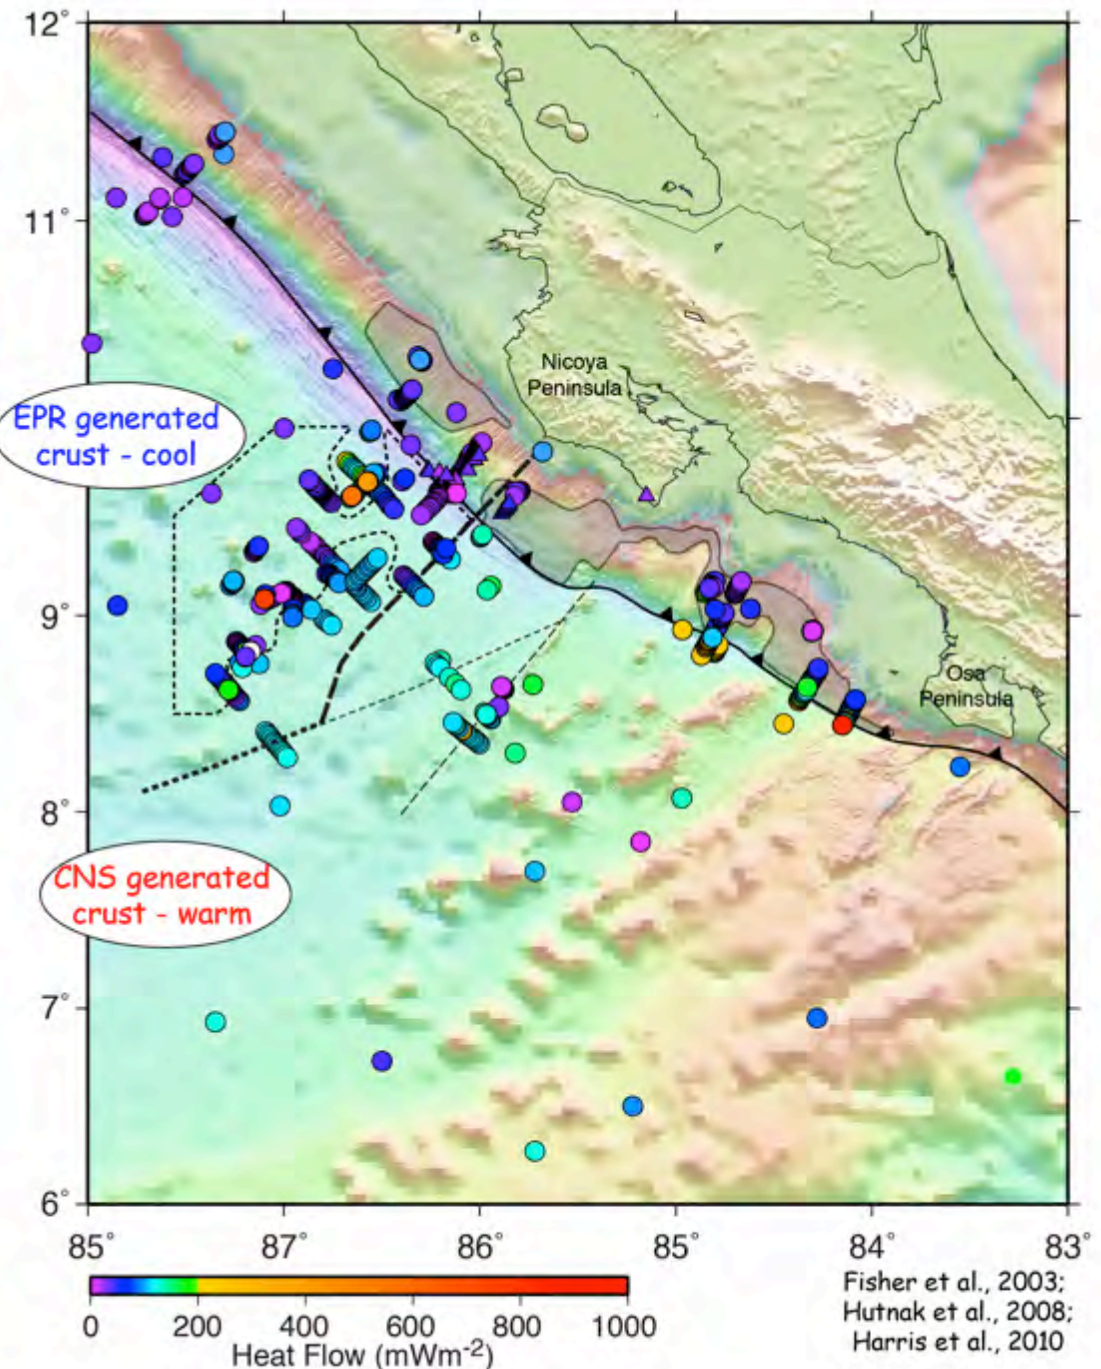 12°
11°
Nicoya
Peninsula
EPR generated
crust - cool
9°
Osa
Peninsula
8°
CNS generated
crust - warm
7°
6°
85°
87°
86°
85°
84°
83°
0
200
400
600
800
1000
Heat Flow (mWm⁻²)
Fisher et al., 2003;
Hutnak et al., 2008;
Harris et al., 2010